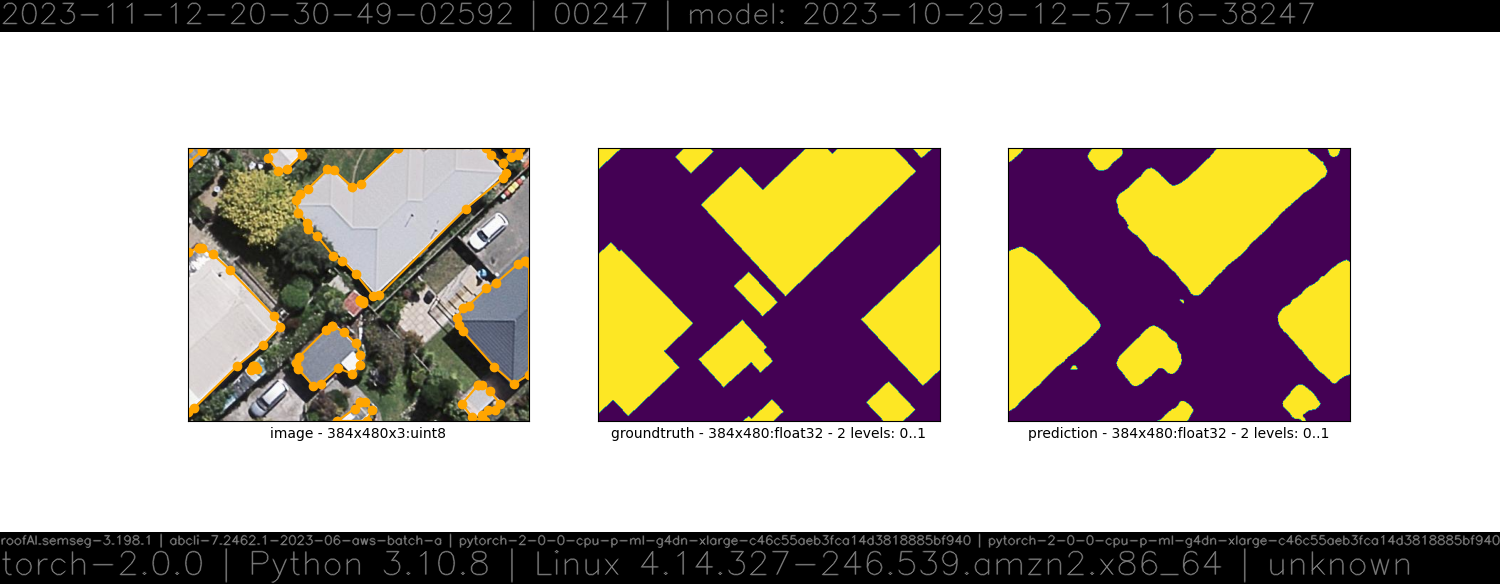 2023-11-12-20-30-49-02592 | 00247 | model: 2023-10-29-12-57-16-38247
image - 384x480x3:uint8
groundtruth - 384x480:float32 - 2 levels: 0..1
prediction - 384x480:float32 - 2 levels: 0..1
roofAI.semseg-3.198.1 | abcli-7.2462.1-2023-06-aws-batch-a | pytorch-2-0-0-cpu-p-ml-g4dn-xlarge-c46c55aeb3fca14d3818885bf940 | pytorch-2-0-0-cpu-p-ml-g4dn-xlarge-c46c55aeb3fca14d3818885bf940
torch-2.0.0 | Python 3.10.8 | Linux 4.14.327-246.539.amzn2.x86_64 | unknown